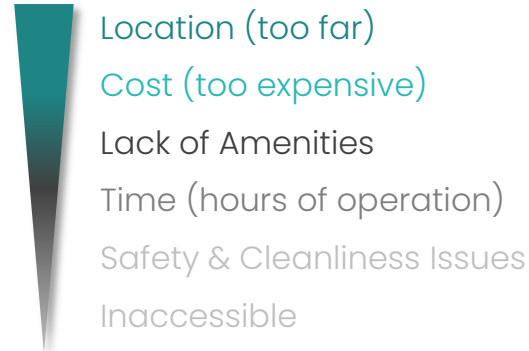 Location (too far)
Cost (too expensive)
Lack of Amenities
Time (hours of operation)
Safety & Cleanliness Issues
Inaccessible